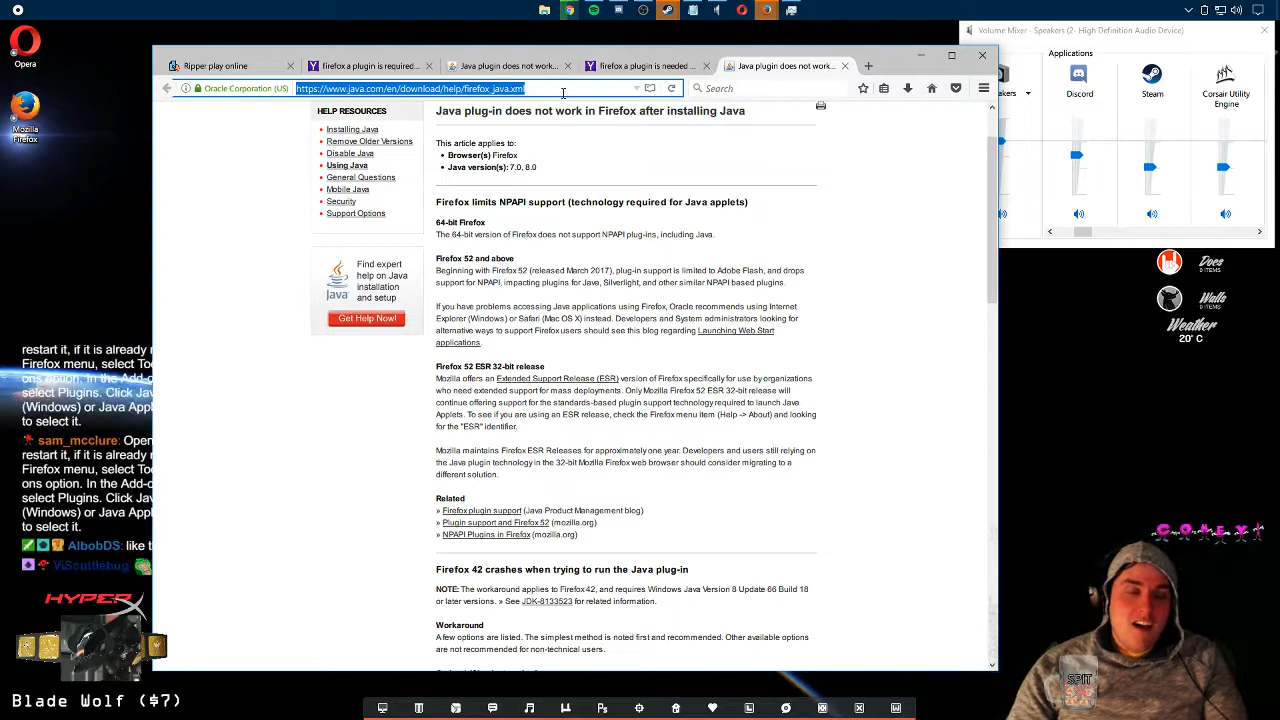 Opera
Mozilla
Firefox
Ripper play online
firefox a plugin is required...
Java plugin does not work...
firefox a plugin is needed ...
Java plugin does not work...
Oracle Corporation (US)
https://www.java.com/en/download/help/firefox_java.xml
Search
HELP RESOURCES
Installing Java
Remove Older Versions
Disable Java
Using Java
General Questions
Mobile Java
Security
Support Options
Find expert
help on Java
installation
and setup
Java
Get Help Now!
Java plug-in does not work in Firefox after installing Java
This article applies to:
Browser(s) Firefox
Java version(s): 7.0, 8.0
Firefox limits NPAPI support (technology required for Java applets)
64-bit Firefox
The 64-bit version of Firefox does not support NPAPI plug-ins, including Java.
Firefox 52 and above
Beginning with Firefox 52 (released March 2017), plug-in support is limited to Adobe Flash, and drops
support for NPAPI, impacting plugins for Java, Silverlight, and other similar NPAPI based plugins.
If you have problems accessing Java applications using Firefox, Oracle recommends using Internet
Explorer (Windows) or Safari (Mac OS X) instead. Developers and System administrators looking for
alternative ways to support Firefox users should see this blog regarding Launching Web Start
applications.
Firefox 52 ESR 32-bit release
Mozilla offers an Extended Support Release (ESR) version of Firefox specifically for use by organizations
who need extended support for mass deployments. Only Mozilla Firefox 52 ESR 32-bit release will
continue offering support for the standards-based plugin support technology required to launch Java
Applets. To see if you are using an ESR release, check the Firefox menu item (Help -> About) and looking
for the "ESR" identifier.
Mozilla maintains Firefox ESR Releases for approximately one year. Developers and users still relying on
the Java plugin technology in the 32-bit Mozilla Firefox web browser should consider migrating to a
different solution.
Related
» Firefox plugin support (Java Product Management blog)
» Plugin support and Firefox 52 (mozilla.org)
» NPAPI Plugins in Firefox (mozilla.org)
Firefox 42 crashes when trying to run the Java plug-in
NOTE: The workaround applies to Firefox 42, and requires Windows Java Version 8 Update 66 Build 18
or later versions. » See JDK-8133523 for related information.
Workaround
A few options are listed. The simplest method is noted first and recommended. Other available options
are not recommended for non-technical users.
Volume Mixer - Speakers (2- High Definition Audio Device)
Applications
Discord
Steam
Corsair Utility
Docs
0 ITEMS
Walls
0 ITEMS
Weather
20° C
restart it, if it is already r
Firefox menu, select Too
ons option. In the Add-o
select Plugins. Click Jav
(Windows) or Java Appl
to select it.
sam_mcclure: Open
restart it, if it is already r
Firefox menu, select Too
ons option. In the Add-o
select Plugins. Click Jav
(Windows) or Java Appl
to select it.
AlbobDS: like t
ViScuttlebug
HYPER
Blade Wolf ($7)
SPIT